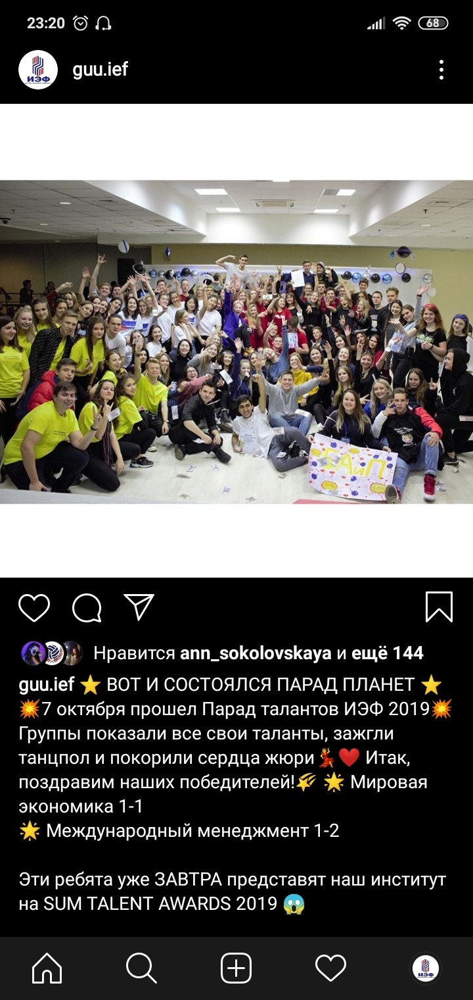 23:20
68
ИЭФ
guu.ief
БАиП
Нравится ann_sokolovskaya и ещё 144
guu.ief ⭐ ВОТ И СОСТОЯЛСЯ ПАРАД ПЛАНЕТ ⭐
💥7 октября прошел Парад талантов ИЭФ 2019💥
Группы показали все свои таланты, зажгли
танцпол и покорили сердца жюри💃❤️ Итак,
поздравим наших победителей!🌠 🌟 Мировая
экономика 1-1
🌟 Международный менеджмент 1-2
Эти ребята уже ЗАВТРА представят наш институт
на SUM TALENT AWARDS 2019 😱
ИЭФ